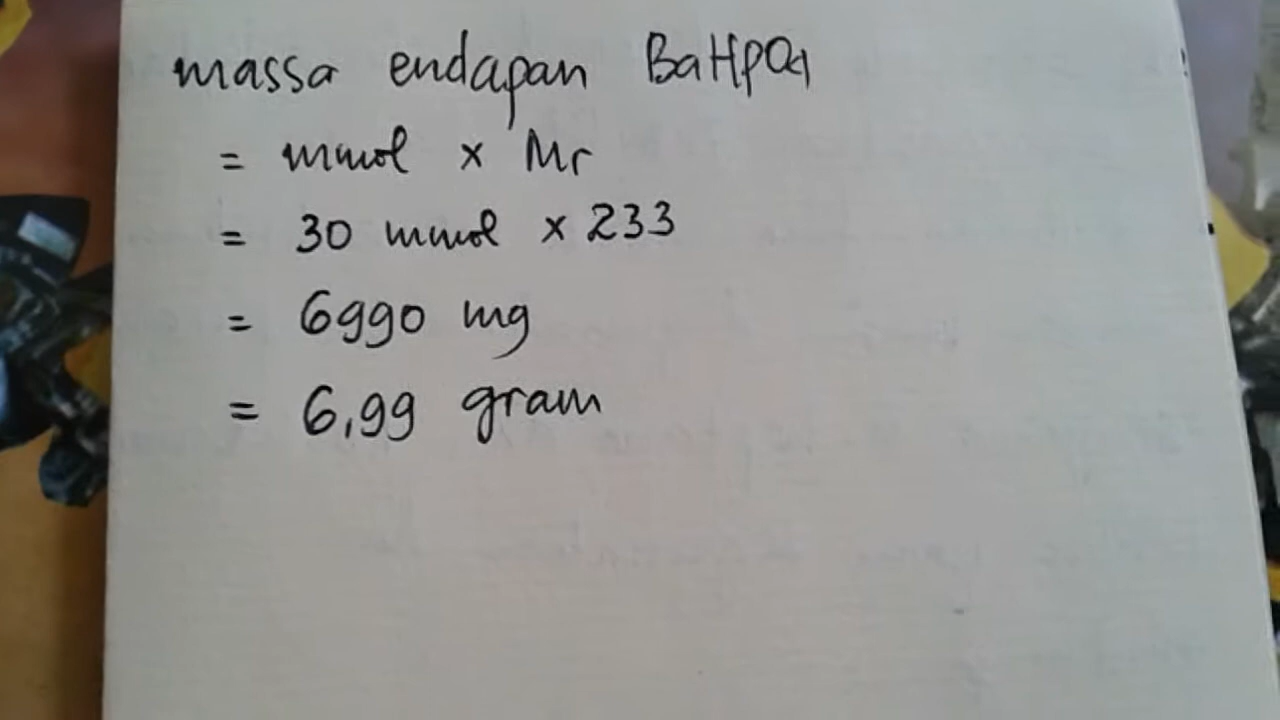 massa endapan BaHPO4
= mmol x Mr
= 30 mmol x 233
= 6990 mg
= 6,99 gram